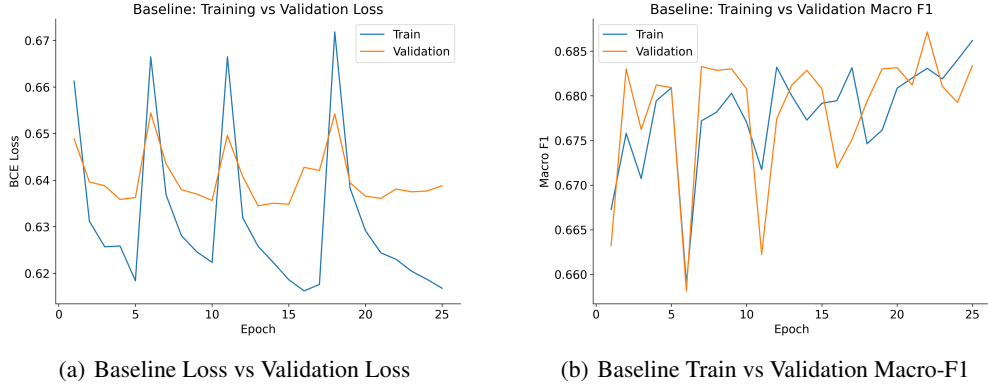 Baseline: Training vs Validation Loss
Train
Validation
BCE Loss
0.67
0.66
0.65
0.64
0.63
0.62
0 5 10 15 20 25
Epoch
(a) Baseline Loss vs Validation Loss
Baseline: Training vs Validation Macro F1
Train
Validation
Macro F1
0.685
0.680
0.675
0.670
0.665
0.660
0 5 10 15 20 25
Epoch
(b) Baseline Train vs Validation Macro-F1